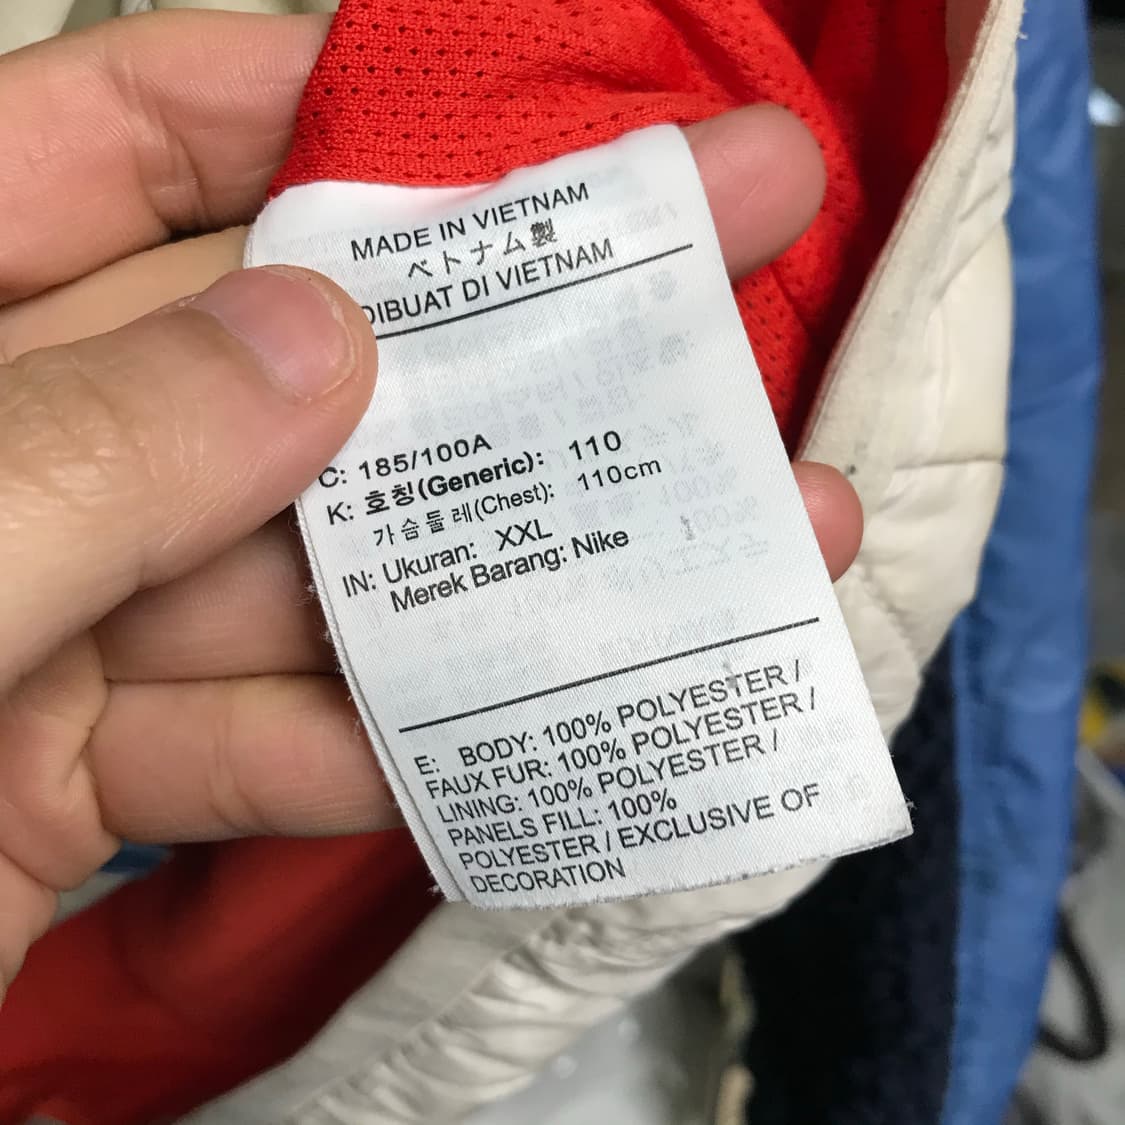 MADE IN VIETNAM
ベトナム製
DIBUAT DI VIETNAM
C: 185/100A
K: 호칭(Generic): 110
가슴둘레(Chest): 110cm
IN: Ukuran: XXL
Merek Barang: Nike
E: BODY: 100% POLYESTER /
FAUX FUR: 100% POLYESTER /
LINING: 100% POLYESTER /
PANELS FILL: 100%
POLYESTER / EXCLUSIVE OF
DECORATION